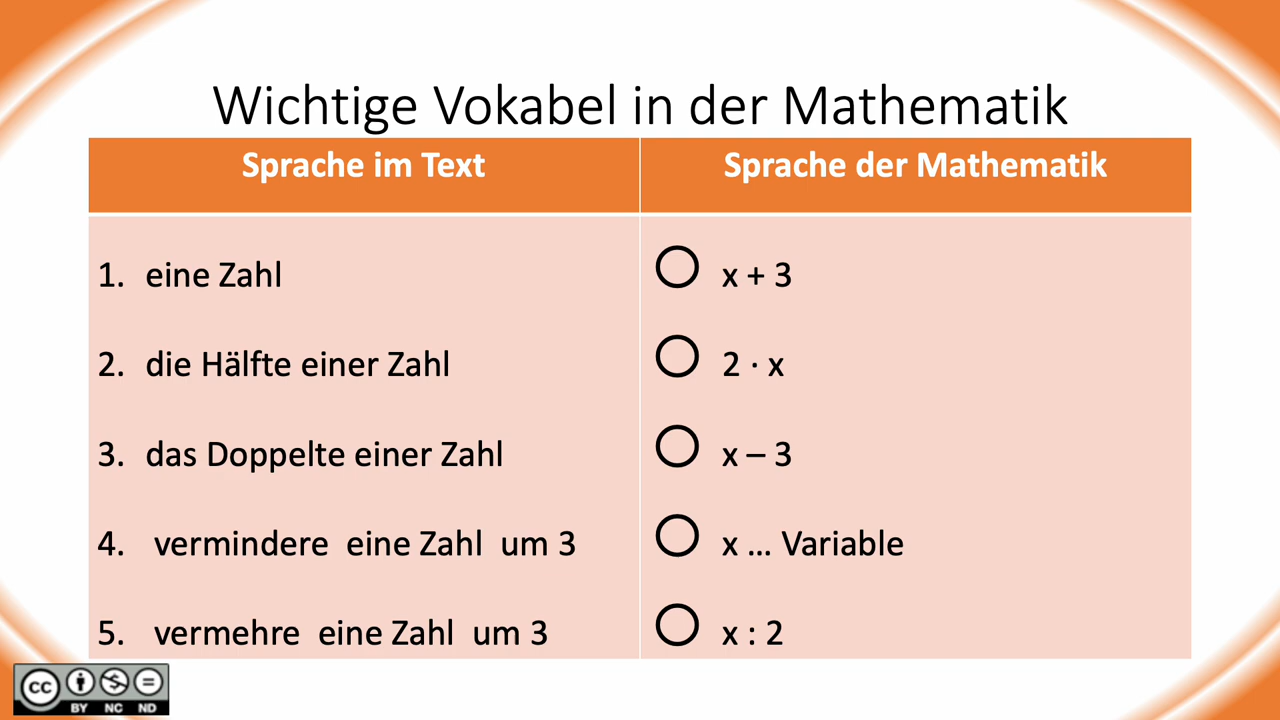 Wichtige Vokabel in der Mathematik
Sprache im Text
Sprache der Mathematik
1. eine Zahl
x + 3
2. die Hälfte einer Zahl
2 · x
3. das Doppelte einer Zahl
x – 3
4. vermindere eine Zahl um 3
x … Variable
5. vermehre eine Zahl um 3
x : 2
cc
BY NC ND